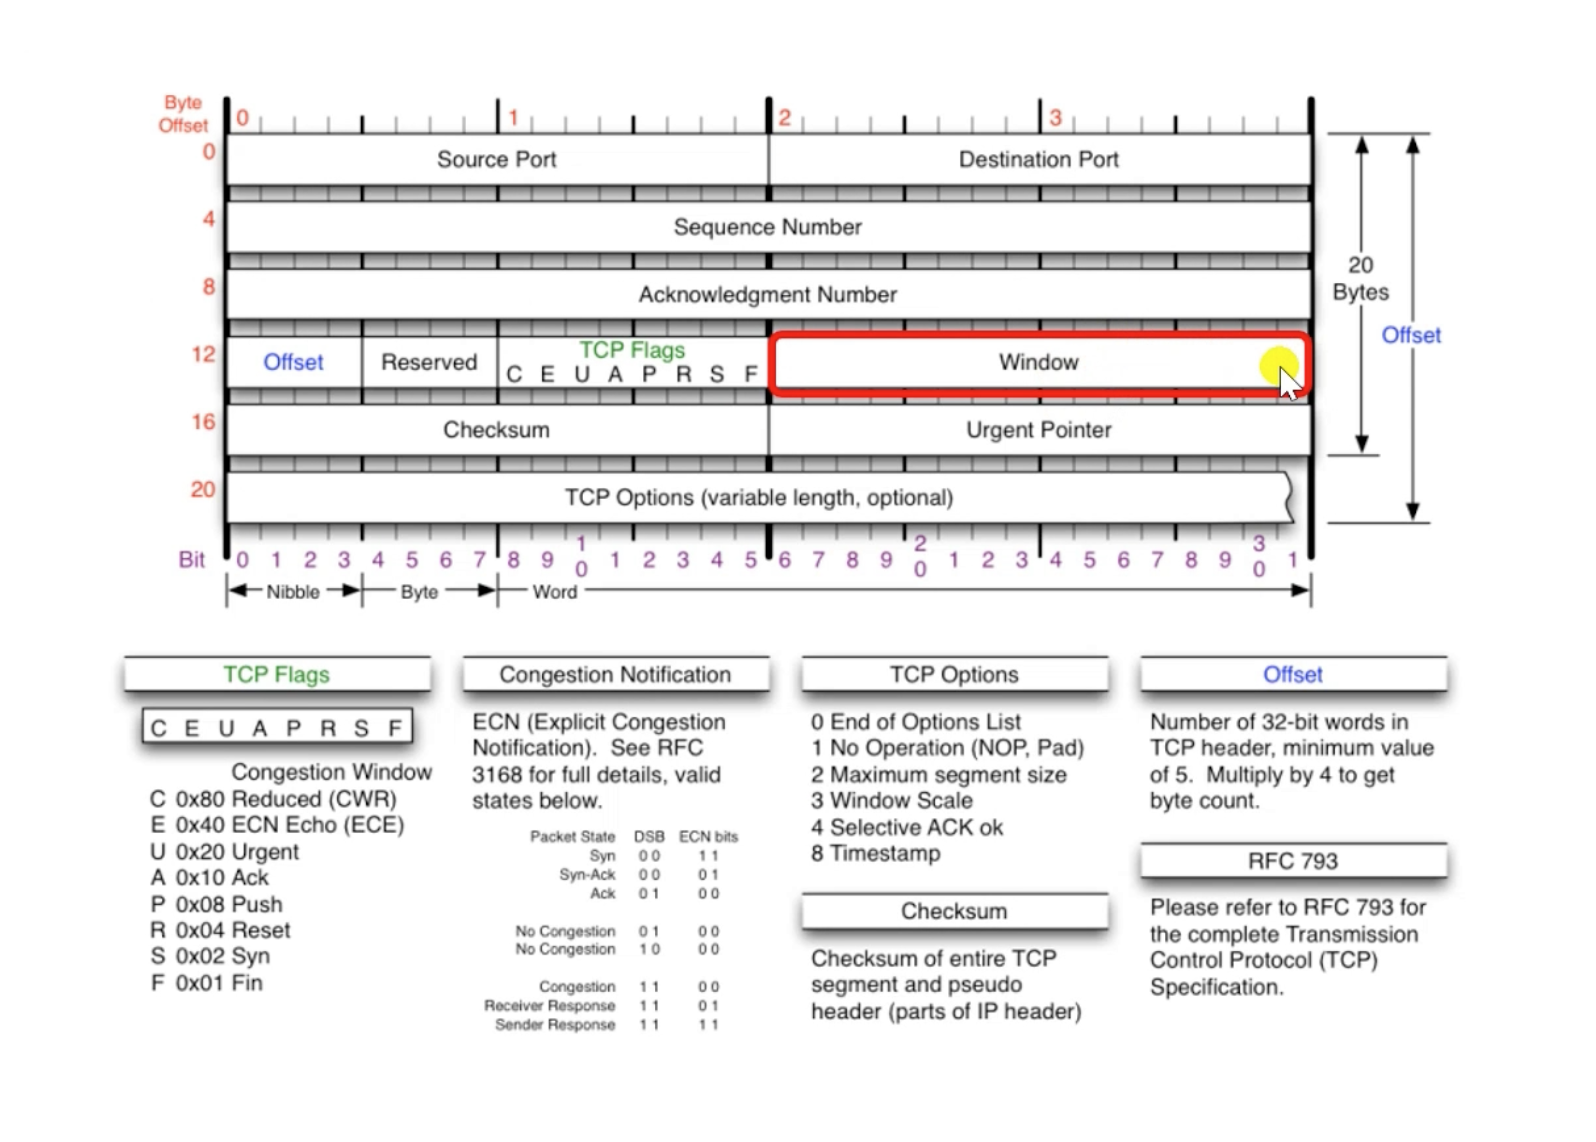 Byte
Offset
0 1 2 3
0 Source Port Destination Port
4 Sequence Number
8 Acknowledgment Number
12 Offset Reserved TCP Flags Window
C E U A P R S F
16 Checksum Urgent Pointer
20 TCP Options (variable length, optional)
20
Bytes
Offset
Bit 0 1 2 3 4 5 6 7 8 9 10 1 2 3 4 5 6 7 8 9 20 1 2 3 4 5 6 7 8 9 30 1
Nibble Byte Word
TCP Flags
C E U A P R S F
Congestion Window
C 0x80 Reduced (CWR)
E 0x40 ECN Echo (ECE)
U 0x20 Urgent
A 0x10 Ack
P 0x08 Push
R 0x04 Reset
S 0x02 Syn
F 0x01 Fin
Congestion Notification
ECN (Explicit Congestion
Notification). See RFC
3168 for full details, valid
states below.
Packet State DSB ECN bits
Syn 0 0 1 1
Syn-Ack 0 0 0 1
Ack 0 1 0 0
No Congestion 0 1 0 0
No Congestion 1 0 0 0
Congestion 1 1 0 0
Receiver Response 1 1 0 1
Sender Response 1 1 1 1
TCP Options
0 End of Options List
1 No Operation (NOP, Pad)
2 Maximum segment size
3 Window Scale
4 Selective ACK ok
8 Timestamp
Checksum
Checksum of entire TCP
segment and pseudo
header (parts of IP header)
Offset
Number of 32-bit words in
TCP header, minimum value
of 5. Multiply by 4 to get
byte count.
RFC 793
Please refer to RFC 793 for
the complete Transmission
Control Protocol (TCP)
Specification.